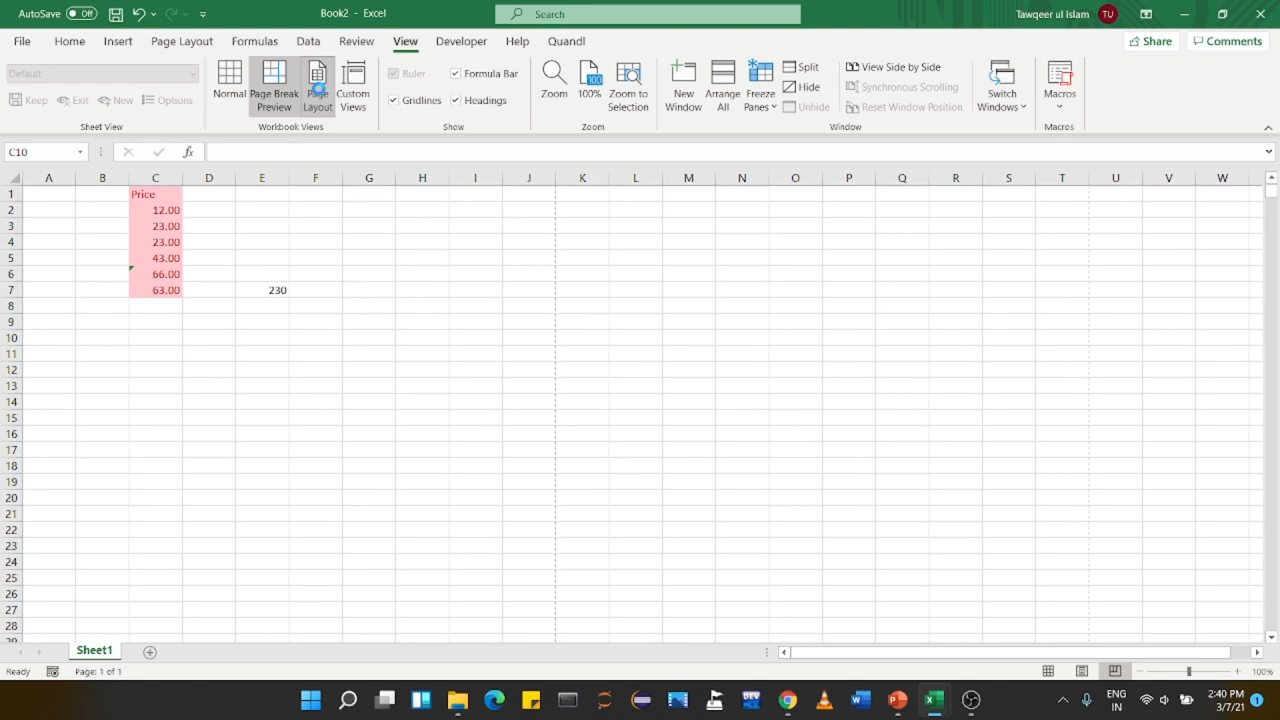 AutoSave Off Book2 - Excel Search Tawqeer ul Islam TU
File Home Insert Page Layout Formulas Data Review View Developer Help Quandl Share Comments
Default
Keep Exit New Options
Sheet View
Normal Page Break Preview Page Layout Custom Views
Workbook Views
Ruler Formula Bar
Gridlines Headings
Show
Zoom 100% Zoom to Selection
100
Zoom
New Window Arrange All Freeze Panes
Split
Hide
Unhide
View Side by Side
Synchronous Scrolling
Reset Window Position
Switch Windows
Window
Macros
Macros
C10 fx
A B C D E F G H I J K L M N O P Q R S T U V W
1 Price
2 12.00
3 23.00
4 23.00
5 43.00
6 66.00
7 63.00 230
8
9
10
11
12
13
14
15
16
17
18
19
20
21
22
23
24
25
26
27
28
29
Sheet1
Ready Page: 1 of 1 100%
DEV
ENG
IN
2:40 PM
3/7/21
1